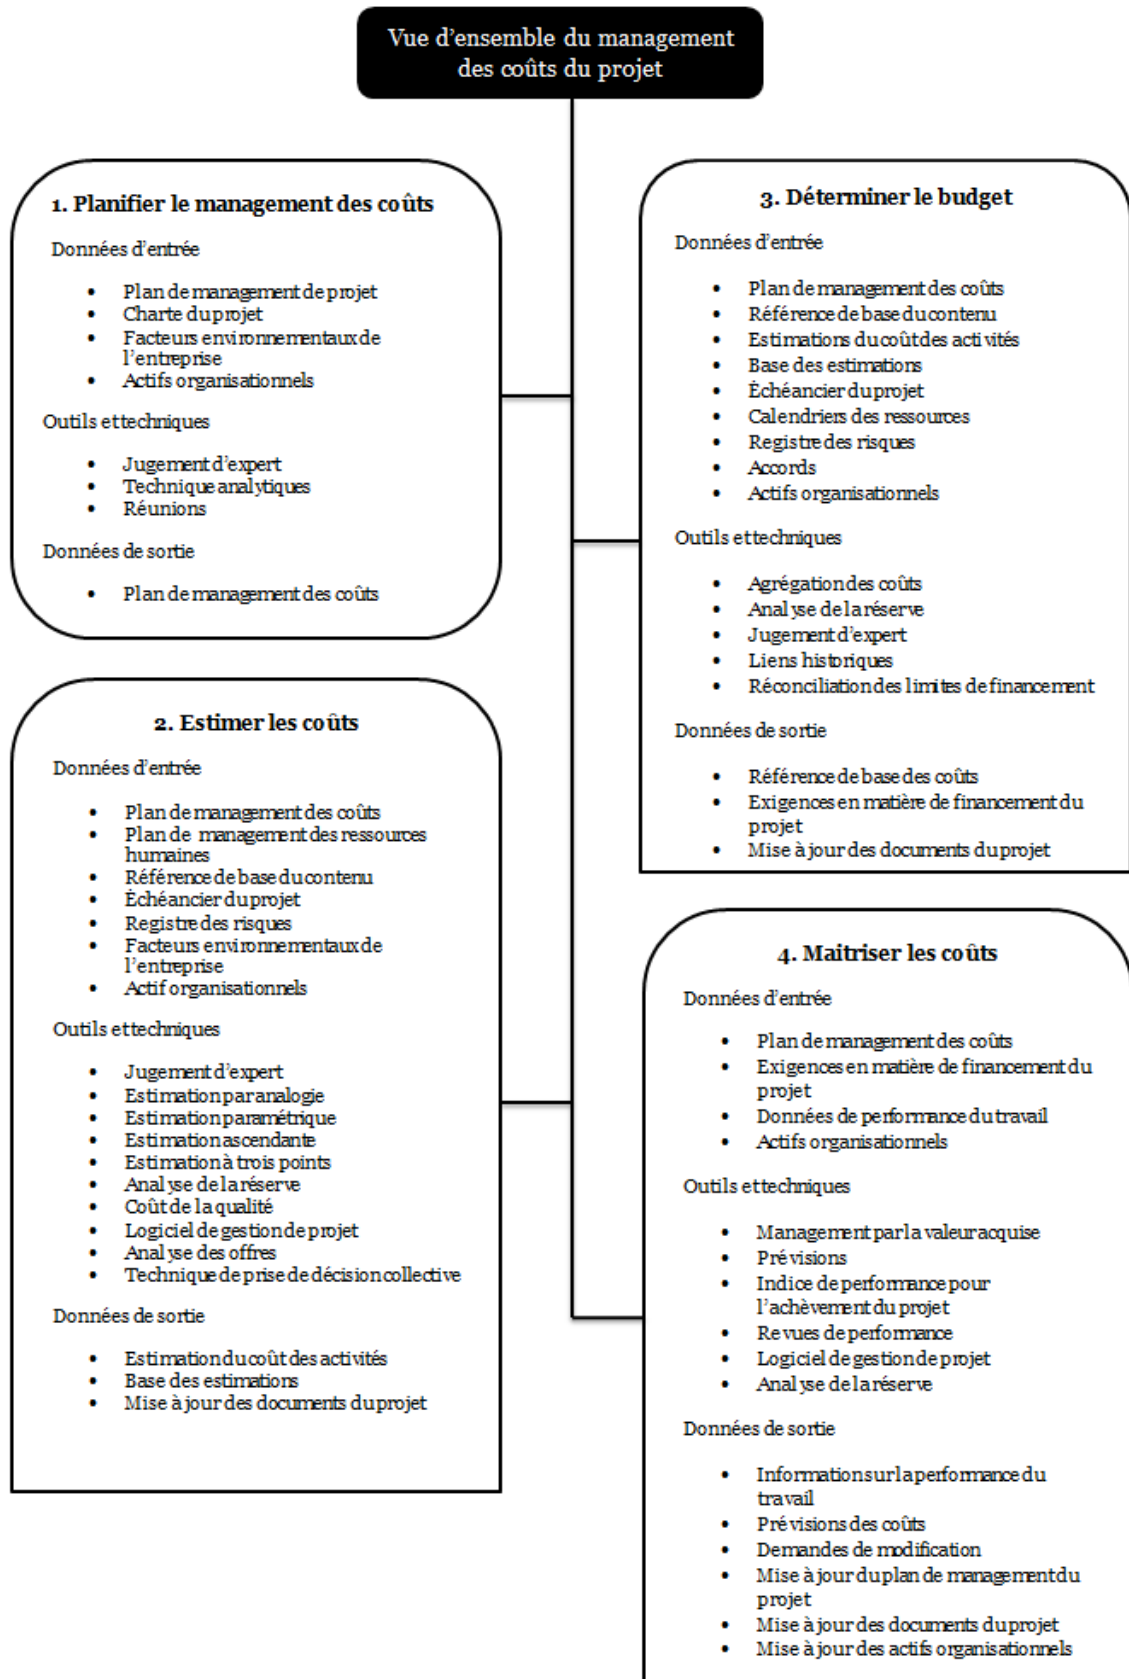 Vue d'ensemble du management
des coûts du projet
1. Planifier le management des coûts
Données d'entrée
• Plan de management de projet
• Charte du projet
• Facteurs environnementaux de
l'entreprise
• Actifs organisationnels
Outils et techniques
• Jugement d'expert
• Technique analytiques
• Réunions
Données de sortie
• Plan de management des coûts
2. Estimer les coûts
Données d'entrée
• Plan de management des coûts
• Plan de management des ressources
humaines
• Référence de base du contenu
• Échéancier du projet
• Registre des risques
• Facteurs environnementaux de
l'entreprise
• Actif organisationnels
Outils et techniques
• Jugement d'expert
• Estimation par analogie
• Estimation paramétrique
• Estimation ascendante
• Estimation à trois points
• Analyse de la réserve
• Coût de la qualité
• Logiciel de gestion de projet
• Analyse des offres
• Technique de prise de décision collective
Données de sortie
• Estimation du coût des activités
• Base des estimations
• Mise à jour des documents du projet
3. Déterminer le budget
Données d'entrée
• Plan de management des coûts
• Référence de base du contenu
• Estimations du coût des activités
• Base des estimations
• Échéancier du projet
• Calendriers des ressources
• Registre des risques
• Accords
• Actifs organisationnels
Outils et techniques
• Agrégation des coûts
• Analyse de la réserve
• Jugement d'expert
• Liens historiques
• Réconciliation des limites de financement
Données de sortie
• Référence de base des coûts
• Exigences en matière de financement du
projet
• Mise à jour des documents du projet
4. Maitriser les coûts
Données d'entrée
• Plan de management des coûts
• Exigences en matière de financement du
projet
• Données de performance du travail
• Actifs organisationnels
Outils et techniques
• Management par la valeur acquise
• Prévisions
• Indice de performance pour
l'achèvement du projet
• Revues de performance
• Logiciel de gestion de projet
• Analyse de la réserve
Données de sortie
• Information sur la performance du
travail
• Prévisions des coûts
• Demandes de modification
• Mise à jour du plan de management du
projet
• Mise à jour des documents du projet
• Mise à jour des actifs organisationnels